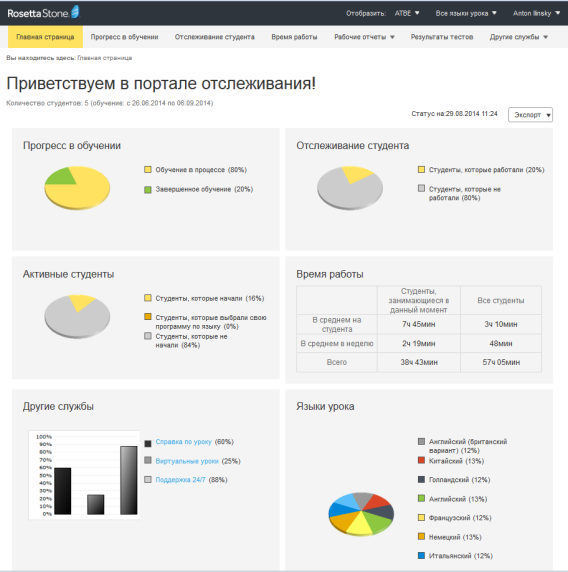 RosettaStone
Отобразить: ATBE Все языки урока Anton Ilinsky
Главная страница Прогресс в обучении Отслеживание студента Время работы Рабочие отчеты Результаты тестов Другие службы
Вы находитесь здесь: Главная страница
Приветствуем в портале отслеживания!
Количество студентов: 5 (обучение: с 26.06.2014 по 06.09.2014)
Статус на:29.08.2014 11:24 Экспорт
Прогресс в обучении
Обучение в процессе (80%)
Завершенное обучение (20%)
Отслеживание студента
Студенты, которые работали (20%)
Студенты, которые не
работали (80%)
Активные студенты
Студенты, которые начали (16%)
Студенты, которые выбрали свою
программу по языку (0%)
Студенты, которые не
начали (84%)
Время работы
Студенты,
занимающиеся в
данный момент
Все студенты
В среднем на
студента
7ч 45мин 3ч 10мин
В среднем в неделю 2ч 19мин 48мин
Всего 38ч 43мин 57ч 05мин
Другие службы
100%
90%
80%
70%
60%
50%
40%
30%
20%
10%
0%
Справка по уроку (60%)
Виртуальные уроки (25%)
Поддержка 24/7 (88%)
Языки урока
Английский (британский
вариант) (12%)
Китайский (13%)
Голландский (12%)
Английский (13%)
Французский (12%)
Немецкий (13%)
Итальянский (12%)